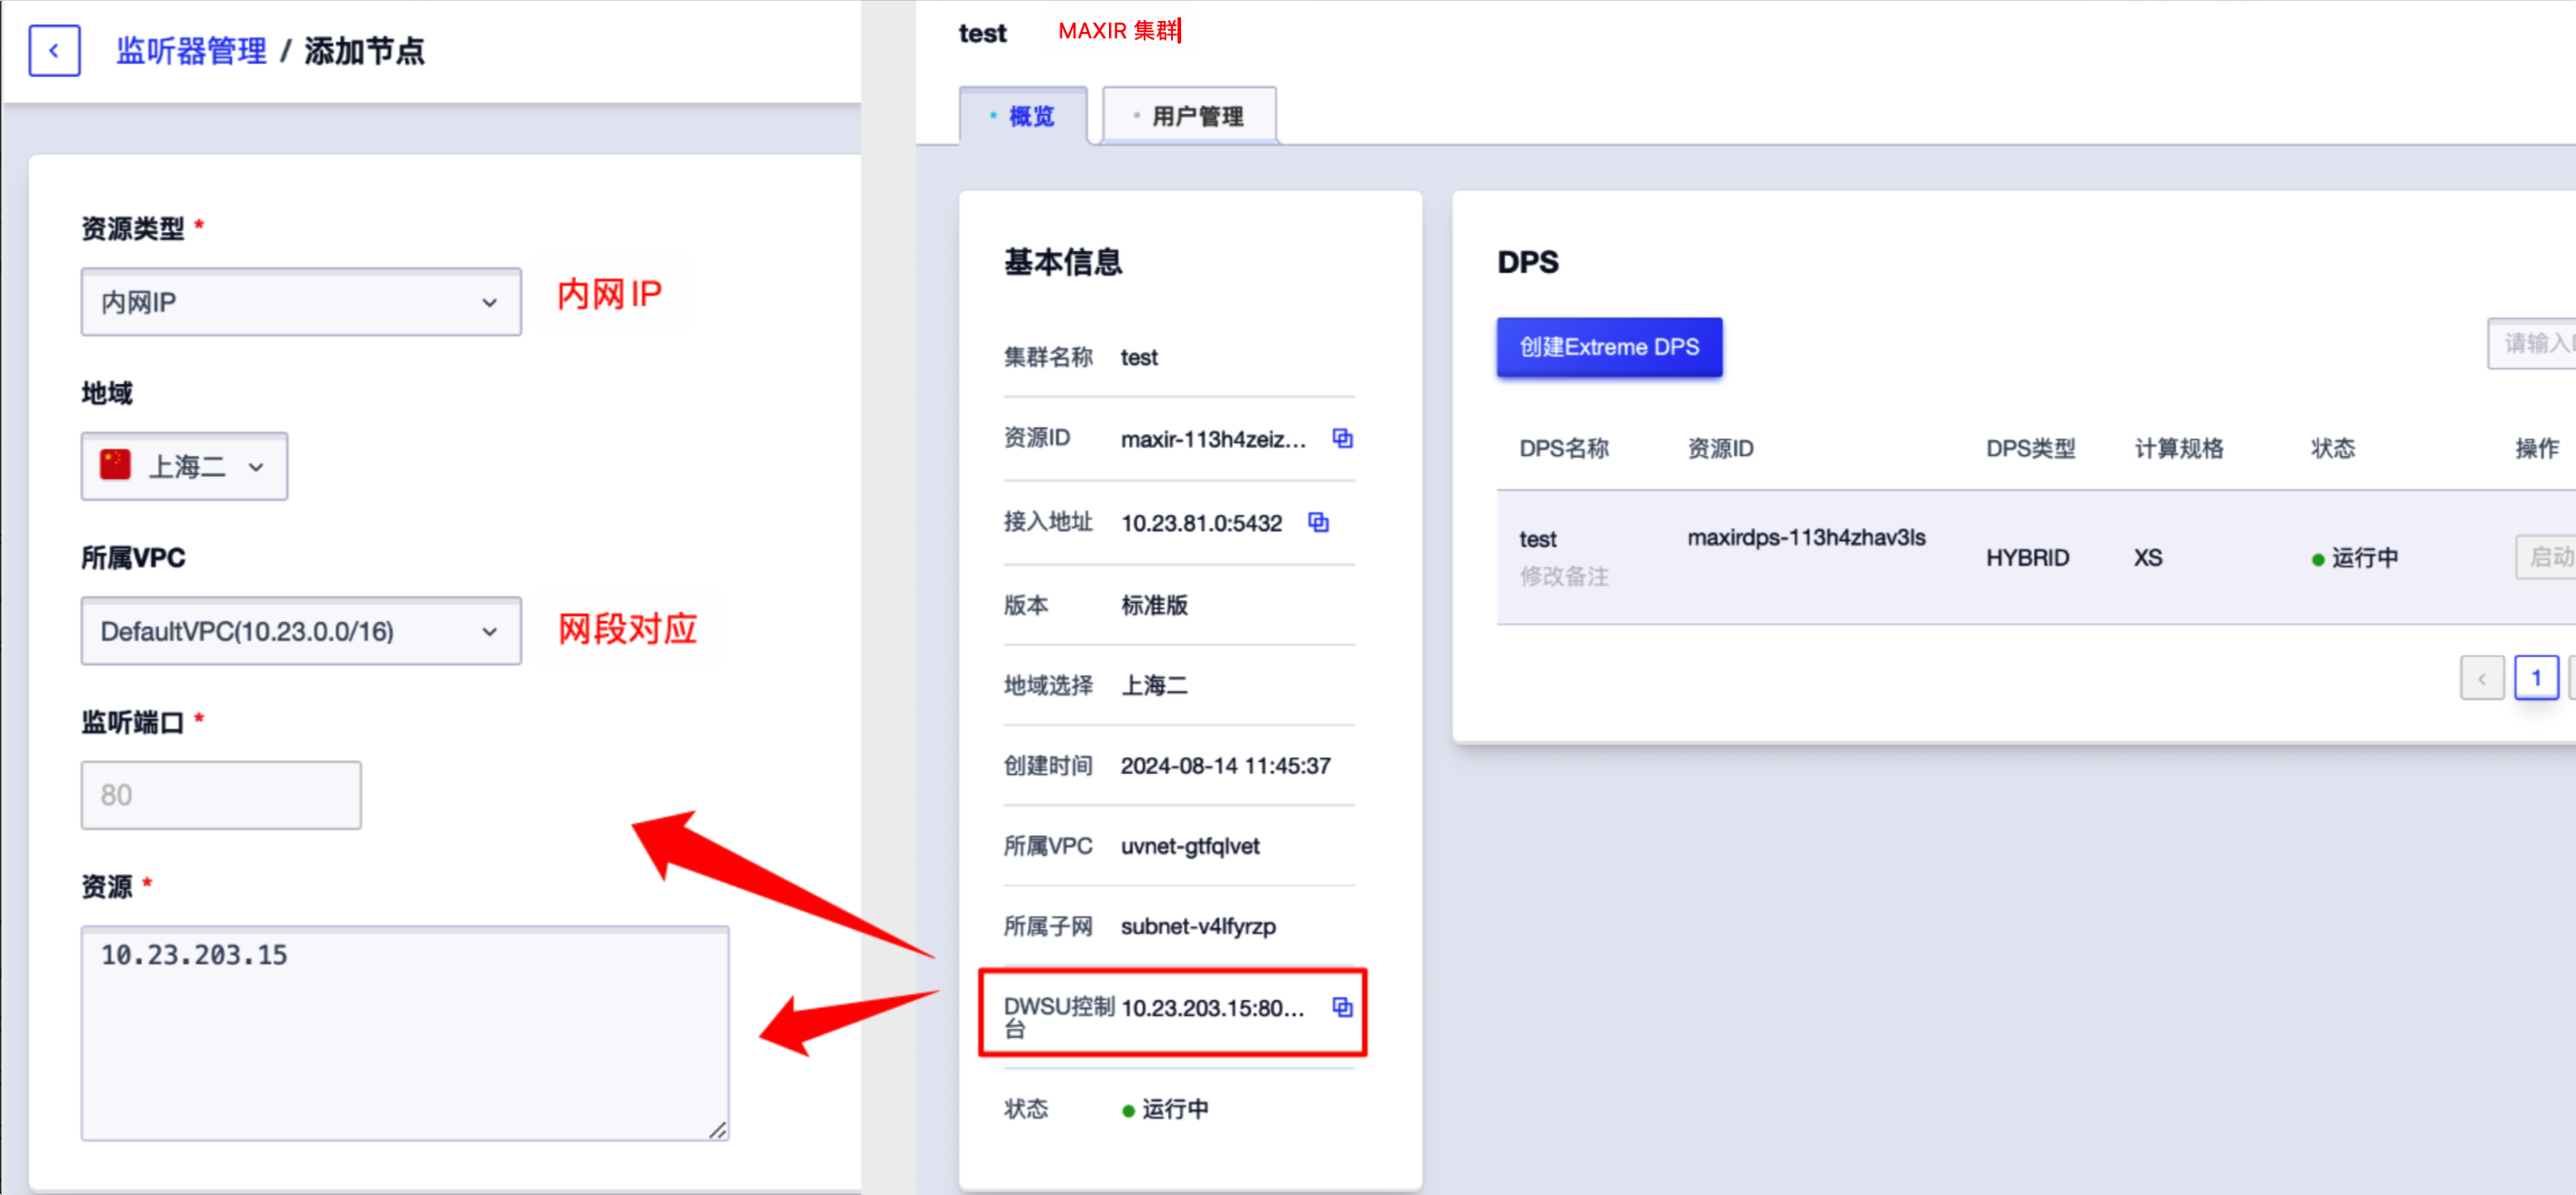 监听器管理 / 添加节点
资源类型 *
内网IP
内网IP
地域
上海二
所属VPC
DefaultVPC(10.23.0.0/16)
网段对应
监听端口 *
80
资源 *
10.23.203.15
test MAXIR 集群
概览
用户管理
基本信息
集群名称 test
资源ID maxir-113h4zeiz...
接入地址 10.23.81.0:5432
版本 标准版
地域选择 上海二
创建时间 2024-08-14 11:45:37
所属VPC uvnet-gtfqlvet
所属子网 subnet-v4lfyrzp
DWSU控制台 10.23.203.15:80...
状态 运行中
DPS
创建Extreme DPS
请输入
DPS名称 资源ID DPS类型 计算规格 状态 操作
test maxirdps-113h4zhav3ls HYBRID XS 运行中 启动
修改备注
1